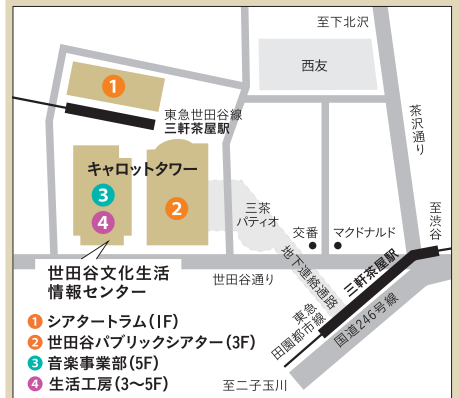 至下北沢
西友
1
東急世田谷線
三軒茶屋駅
茶沢通り
キャロットタワー
3
4
2
三茶
パティオ
交番
マクドナルド
至渋谷
地下連絡通路
三軒茶屋駅
世田谷文化生活
情報センター
世田谷通り
東急
田園都市線
国道246号線
1 シアタートラム(1F)
2 世田谷パブリックシアター(3F)
3 音楽事業部(5F)
4 生活工房(3〜5F)
至二子玉川